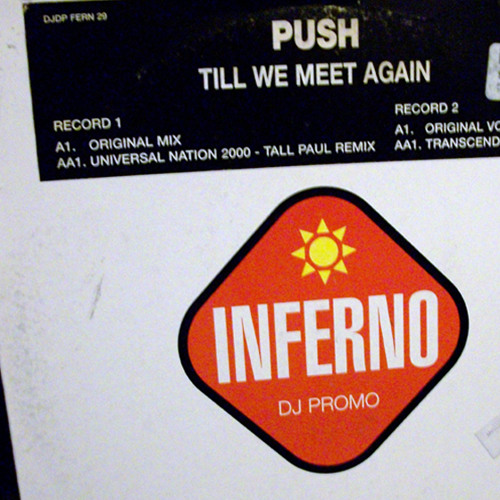 DJDP FERN 29
PUSH
TILL WE MEET AGAIN
RECORD 1
A1. ORIGINAL MIX
AA1. UNIVERSAL NATION 2000 - TALL PAUL REMIX
RECORD 2
A1. ORIGINAL VO
AA1. TRANSCEND
INFERNO
DJ PROMO